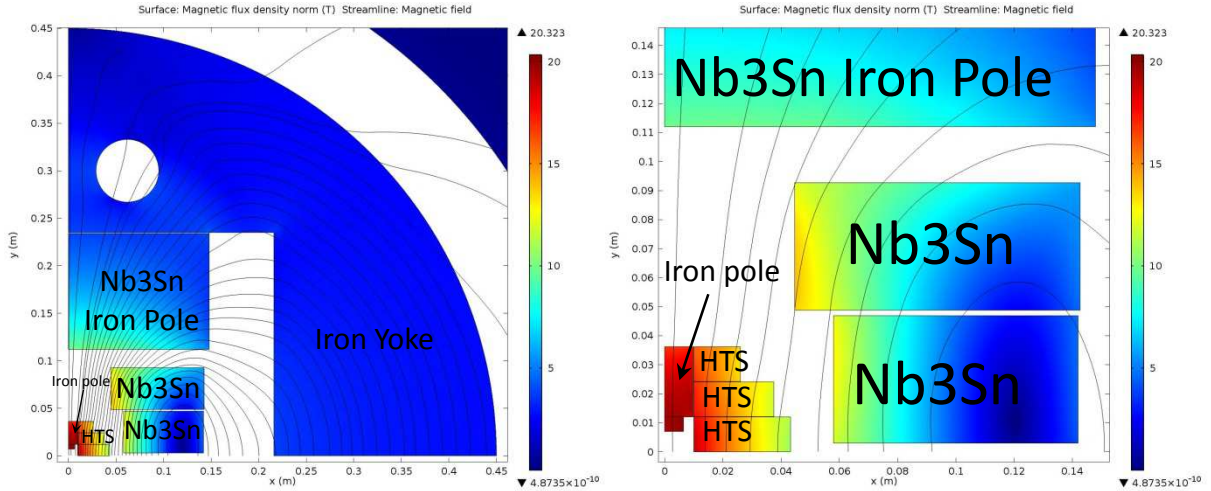 Surface: Magnetic flux density norm (T)  Streamline: Magnetic field
▲ 20.323
0.45
0.4
0.35
0.3
0.25
0.2
0.15
0.1
0.05
0
y (m)
Nb3Sn
Iron Pole
Iron Yoke
Iron pole
Nb3Sn
HTS
Nb3Sn
0 0.05 0.1 0.15 0.2 0.25 0.3 0.35 0.4 0.45
x (m)
20
15
10
5
▼ 4.8735×10⁻¹⁰
Surface: Magnetic flux density norm (T)  Streamline: Magnetic field
▲ 20.323
0.14
0.13
0.12
0.11
0.1
0.09
0.08
0.07
0.06
0.05
0.04
0.03
0.02
0.01
0
y (m)
Nb3Sn Iron Pole
Nb3Sn
Iron pole
HTS
HTS
HTS
Nb3Sn
0 0.02 0.04 0.06 0.08 0.1 0.12 0.14
x (m)
20
15
10
5
▼ 4.8735×10⁻¹⁰